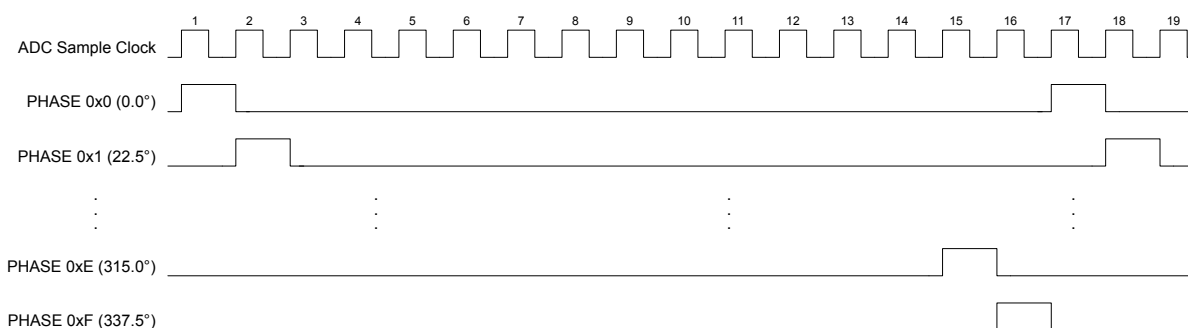 1 2 3 4 5 6 7 8 9 10 11 12 13 14 15 16 17 18 19
ADC Sample Clock
PHASE 0x0 (0.0°)
PHASE 0x1 (22.5°)
PHASE 0xE (315.0°)
PHASE 0xF (337.5°)